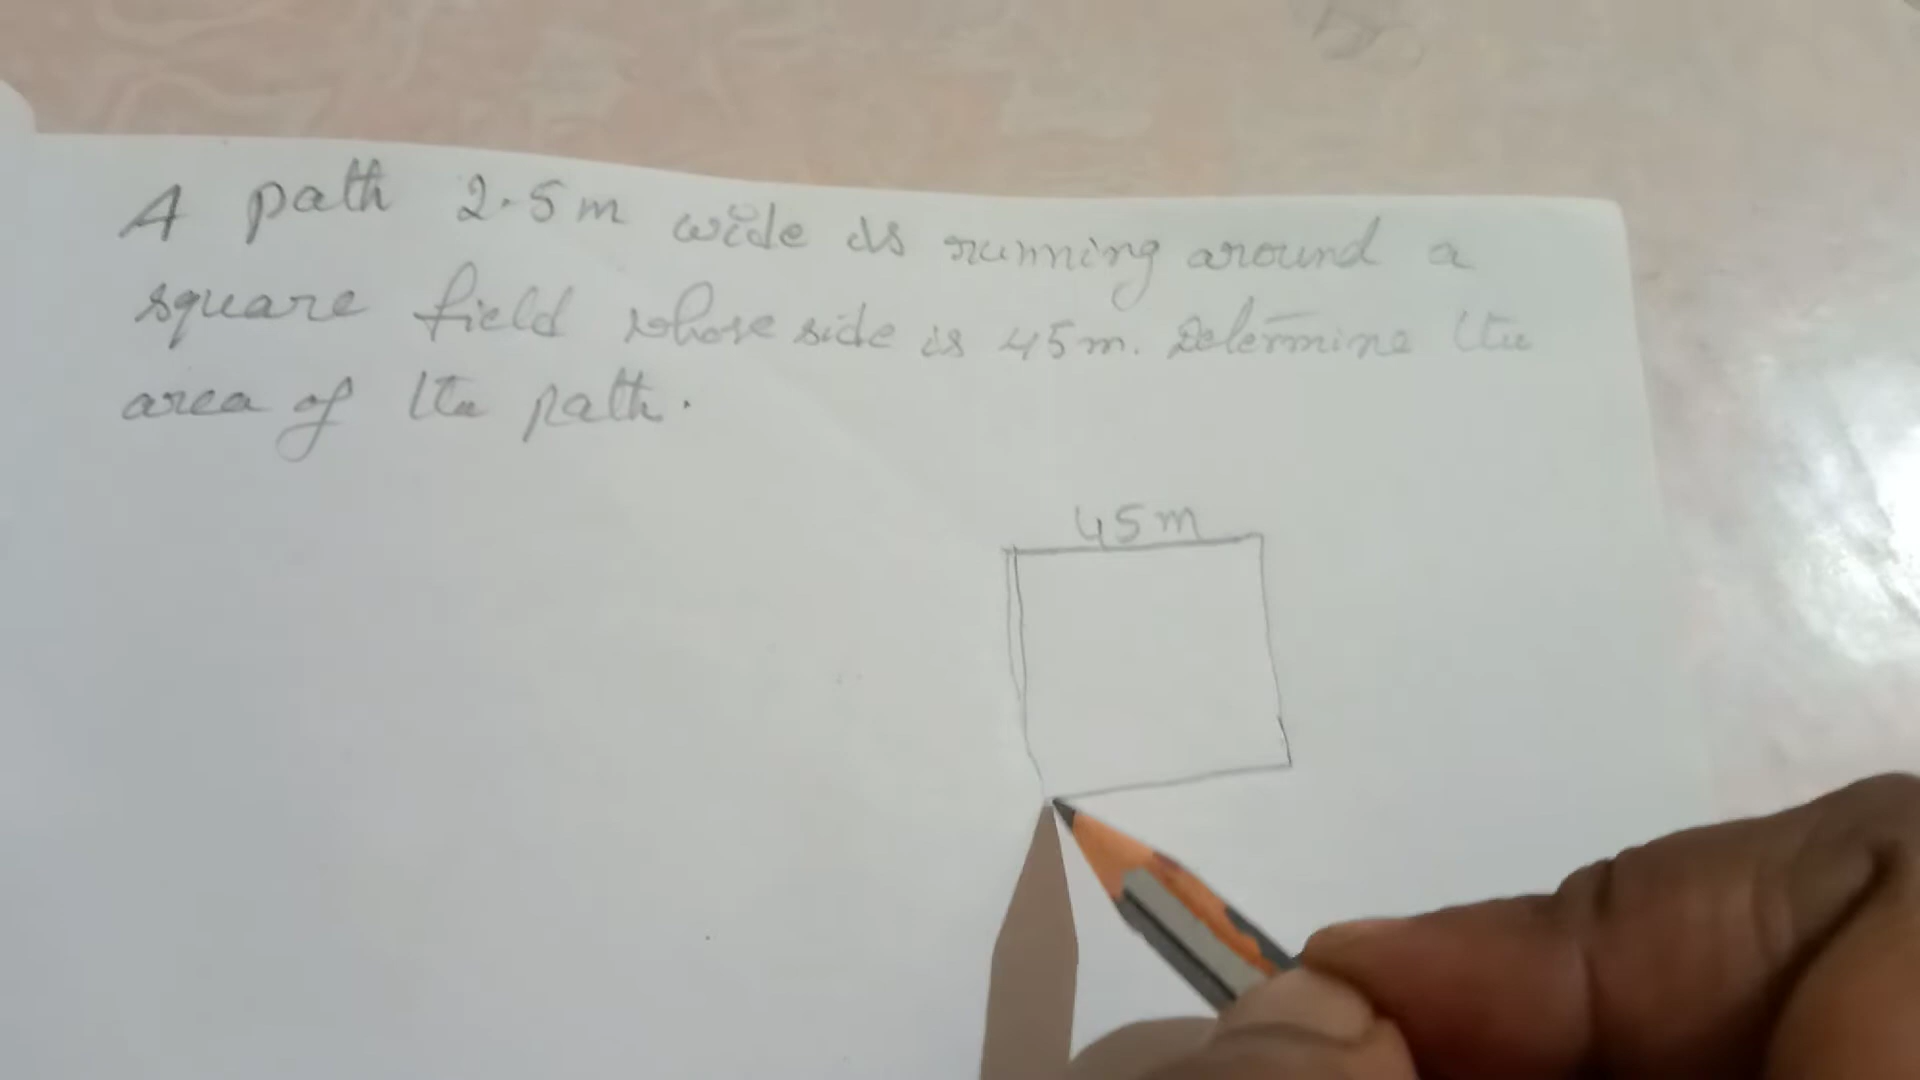 A path 2.5m wide is running around a
square field whose side is 45m. Determine the
area of the path.
45m